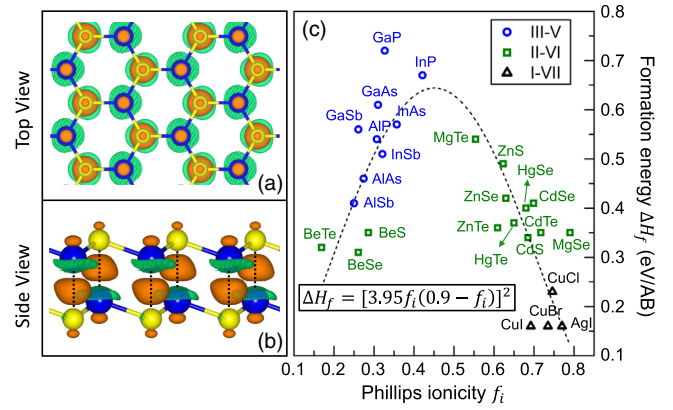 Top View
(a)
Side View
(b)
(c)
III-V
II-VI
I-VII
GaP
InP
GaAs
InAs
GaSb
AlP
InSb
AlAs
AlSb
MgTe
ZnS
HgSe
ZnSe
CdSe
ZnTe
CdTe
HgTe
CdS
MgSe
BeTe
BeS
BeSe
CuCl
CuBr
CuI
AgI
ΔH_f = [3.95f_i(0.9 − f_i)]²
0.1 0.2 0.3 0.4 0.5 0.6 0.7 0.8
Phillips ionicity f_i
0.8
0.7
0.6
0.5
0.4
0.3
0.2
0.1
Formation energy ΔH_f (eV/AB)